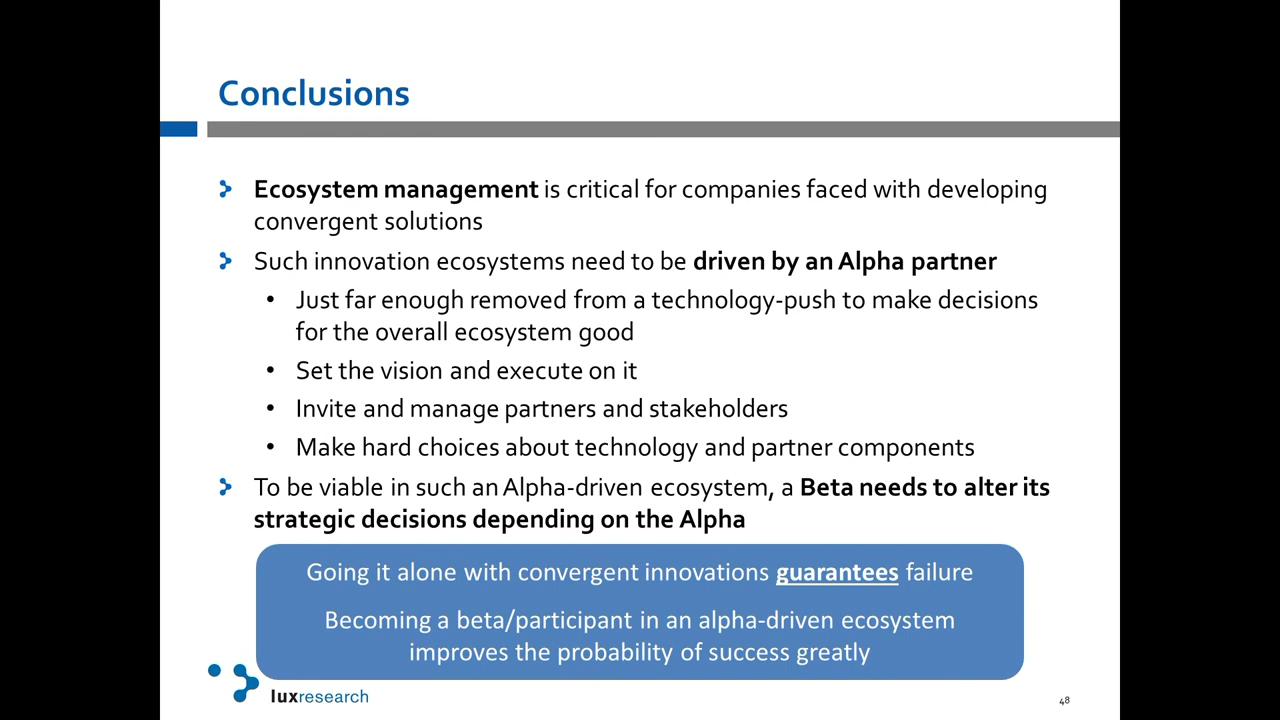 Conclusions
Ecosystem management is critical for companies faced with developing
convergent solutions
Such innovation ecosystems need to be driven by an Alpha partner
• Just far enough removed from a technology-push to make decisions
for the overall ecosystem good
• Set the vision and execute on it
• Invite and manage partners and stakeholders
• Make hard choices about technology and partner components
To be viable in such an Alpha-driven ecosystem, a Beta needs to alter its
strategic decisions depending on the Alpha
Going it alone with convergent innovations guarantees failure
Becoming a beta/participant in an alpha-driven ecosystem
improves the probability of success greatly
luxresearch
48